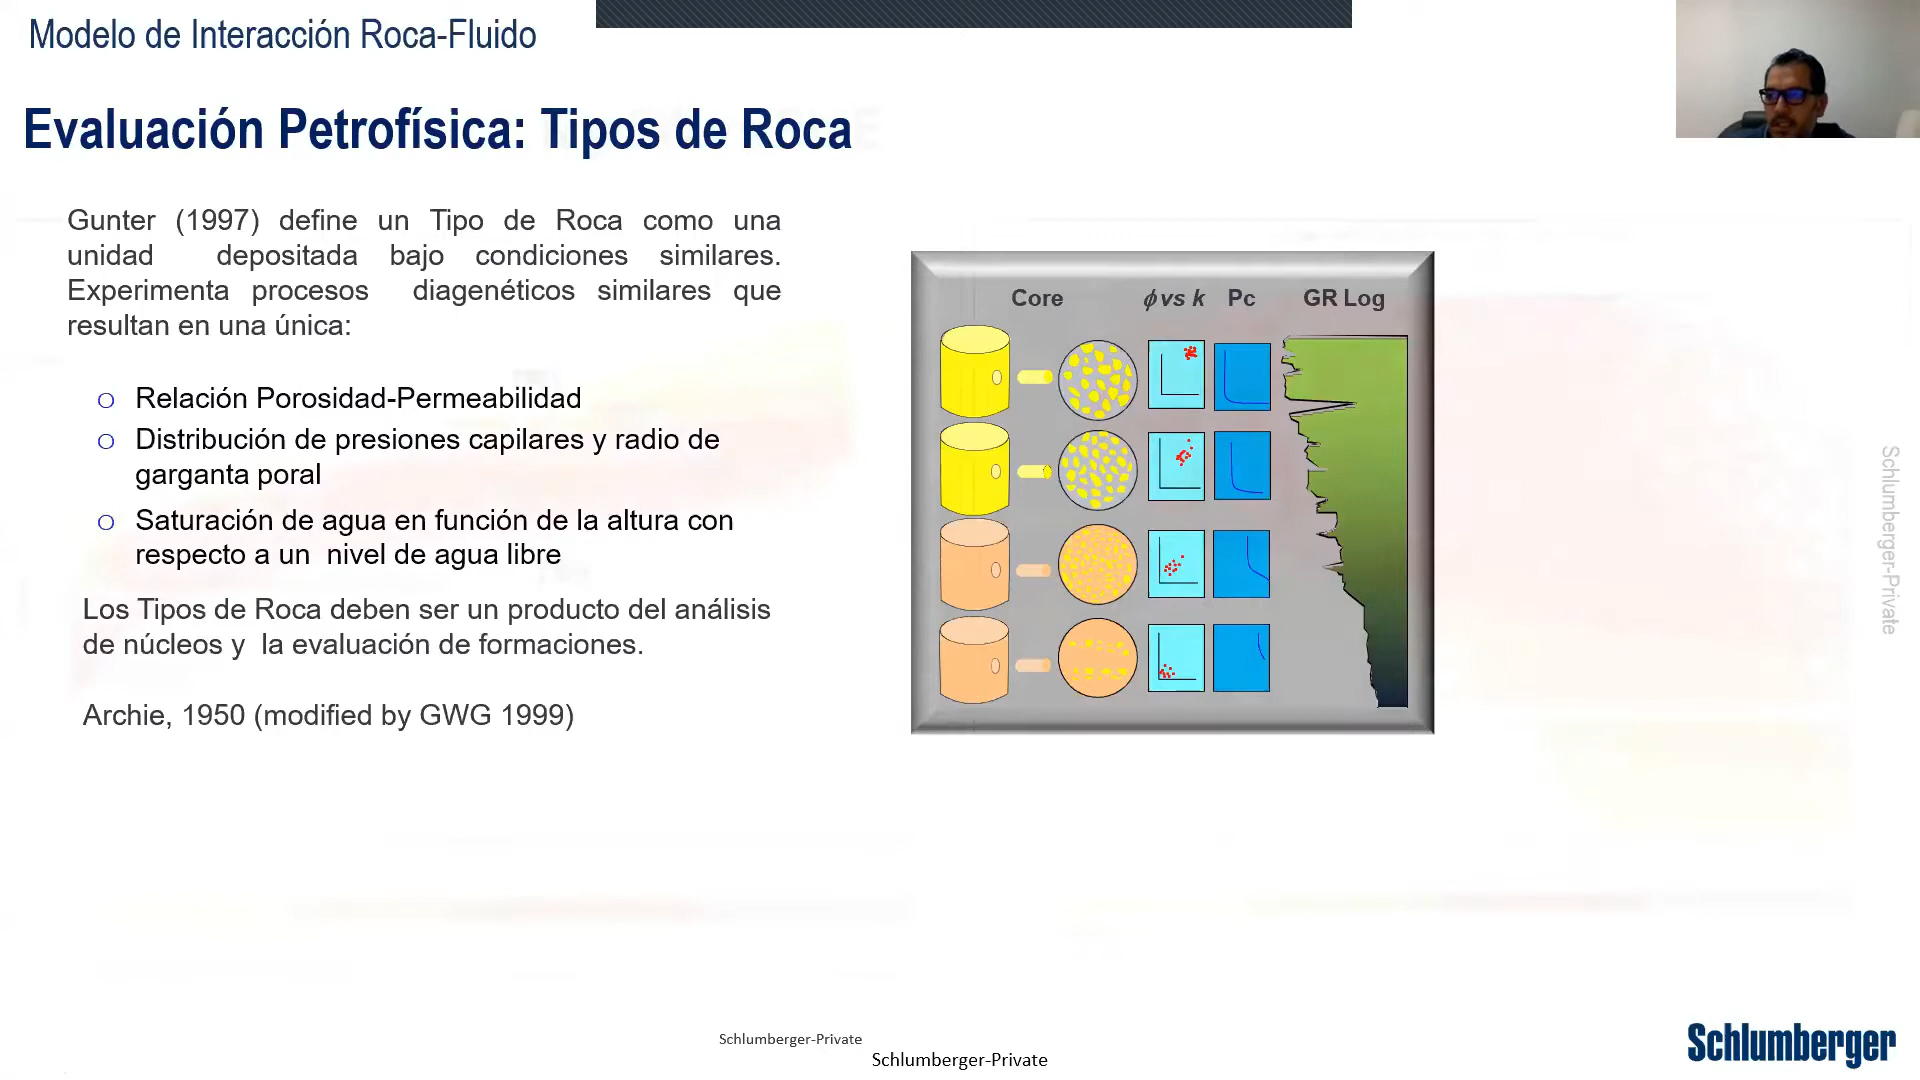 Modelo de Interacción Roca-Fluido
Evaluación Petrofísica: Tipos de Roca
Gunter (1997) define un Tipo de Roca como una
unidad depositada bajo condiciones similares.
Experimenta procesos diagenéticos similares que
resultan en una única:
o Relación Porosidad-Permeabilidad
o Distribución de presiones capilares y radio de
garganta poral
o Saturación de agua en función de la altura con
respecto a un nivel de agua libre
Los Tipos de Roca deben ser un producto del análisis
de núcleos y la evaluación de formaciones.
Archie, 1950 (modified by GWG 1999)
Core ϕ vs k Pc GR Log
Schlumberger-Private
Schlumberger-Private
Schlumberger-Private
Schlumberger